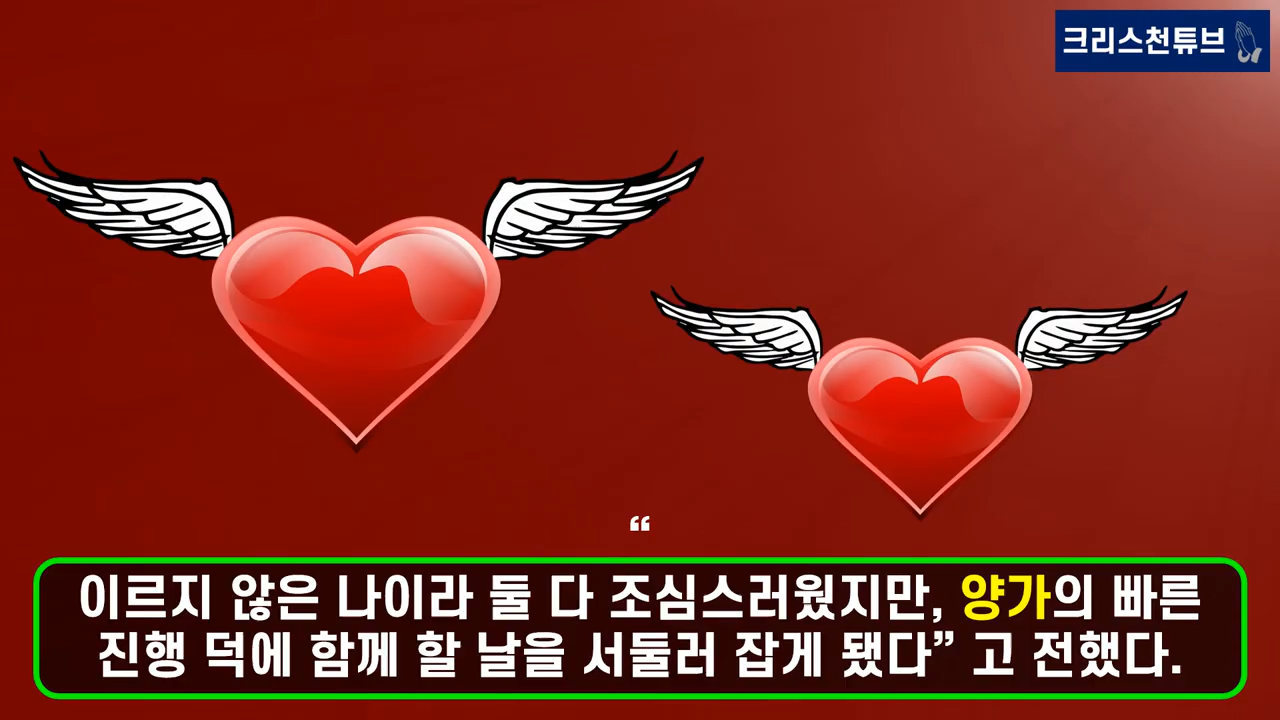 크리스천튜브
“
이르지 않은 나이라 둘 다 조심스러웠지만, 양가의 빠른
진행 덕에 함께 할 날을 서둘러 잡게 됐다” 고 전했다.